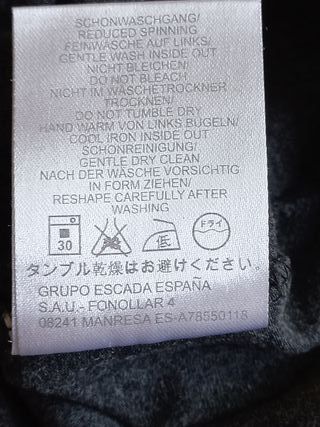 SCHONWASCHGANG/
REDUCED SPINNING
FEINWÄSCHE AUF LINKS/
GENTLE WASH INSIDE OUT
NICHT BLEICHEN/
DO NOT BLEACH
NICHT IM WÄSCHETROCKNER
TROCKNEN/
DO NOT TUMBLE DRY
HAND WARM VON LINKS BÜGELN/
COOL IRON INSIDE OUT
SCHONREINIGUNG/
GENTLE DRY CLEAN
NACH DER WÄSCHE VORSICHTIG
IN FORM ZIEHEN/
RESHAPE CAREFULLY AFTER
WASHING
30 低 ドライ
タンブル乾燥はお避けください。
GRUPO ESCADA ESPAÑA
S.A.U.- FONOLLAR 4
08241 MANRESA ES-A78550118